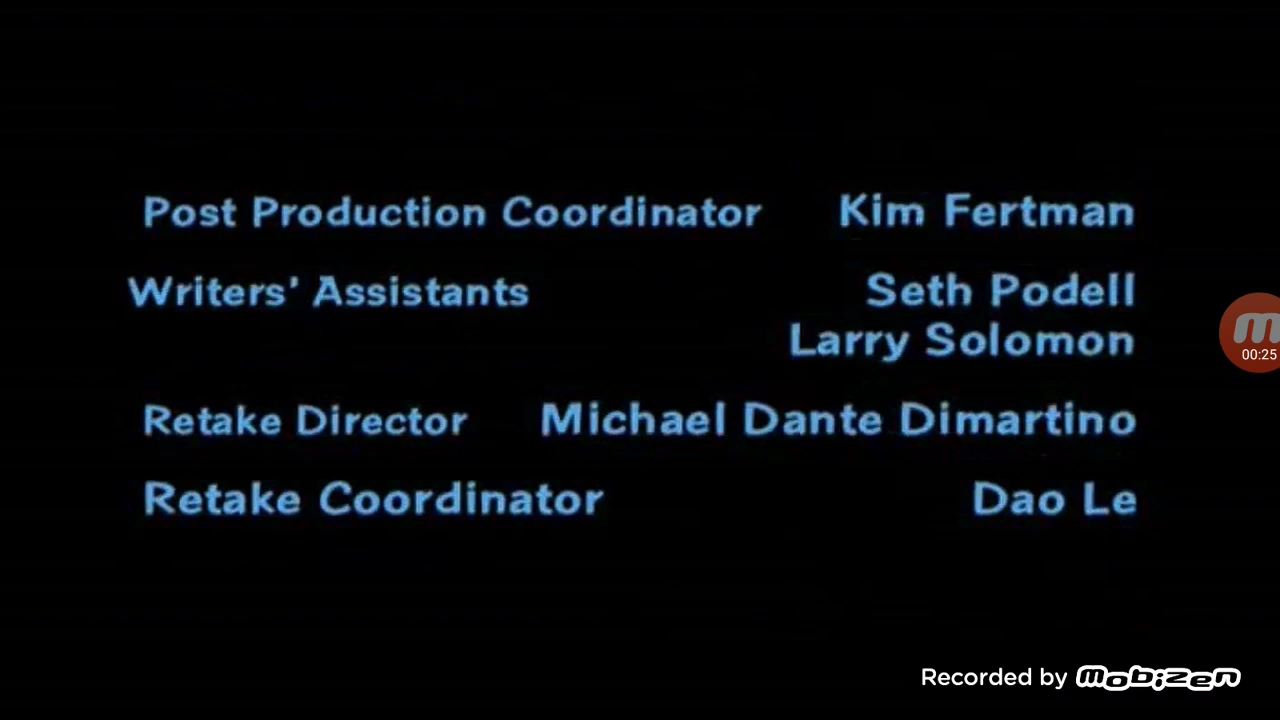 Post Production Coordinator Kim Fertman
Writers' Assistants Seth Podell
Larry Solomon
Retake Director Michael Dante Dimartino
Retake Coordinator Dao Le
00:25
Recorded by mobizen